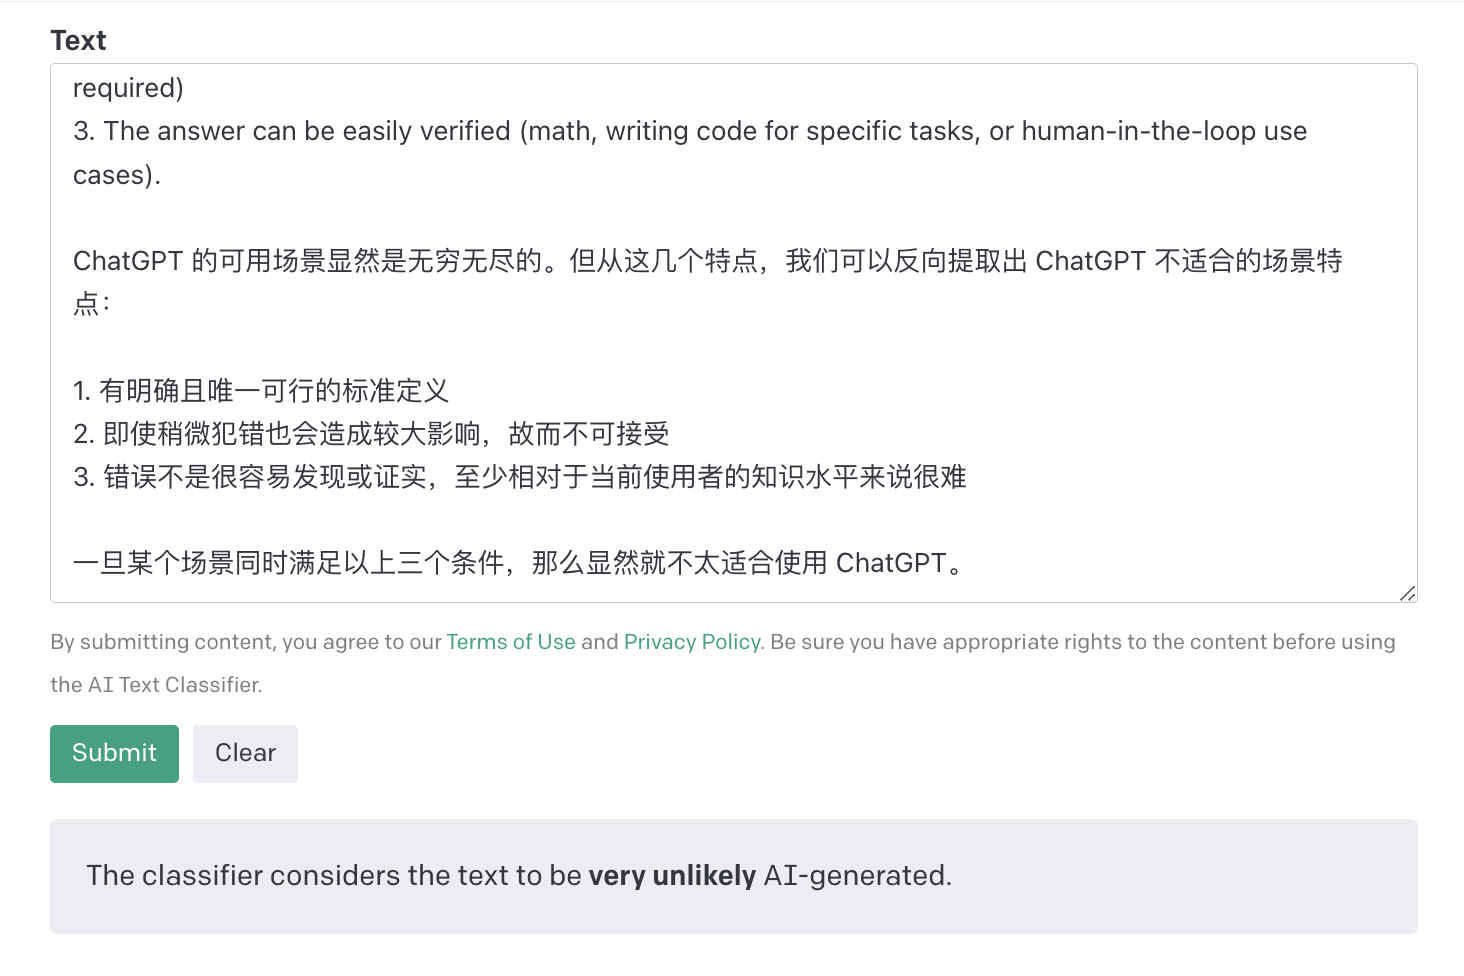 Text
required)
3. The answer can be easily verified (math, writing code for specific tasks, or human-in-the-loop use
cases).
ChatGPT 的可用场景显然是无穷无尽的。但从这几个特点，我们可以反向提取出 ChatGPT 不适合的场景特
点：
1. 有明确且唯一可行的标准定义
2. 即使稍微犯错也会造成较大影响，故而不可接受
3. 错误不是很容易发现或证实，至少相对于当前使用者的知识水平来说很难
一旦某个场景同时满足以上三个条件，那么显然就不太适合使用 ChatGPT。
By submitting content, you agree to our Terms of Use and Privacy Policy. Be sure you have appropriate rights to the content before using
the AI Text Classifier.
Submit Clear
The classifier considers the text to be very unlikely AI-generated.